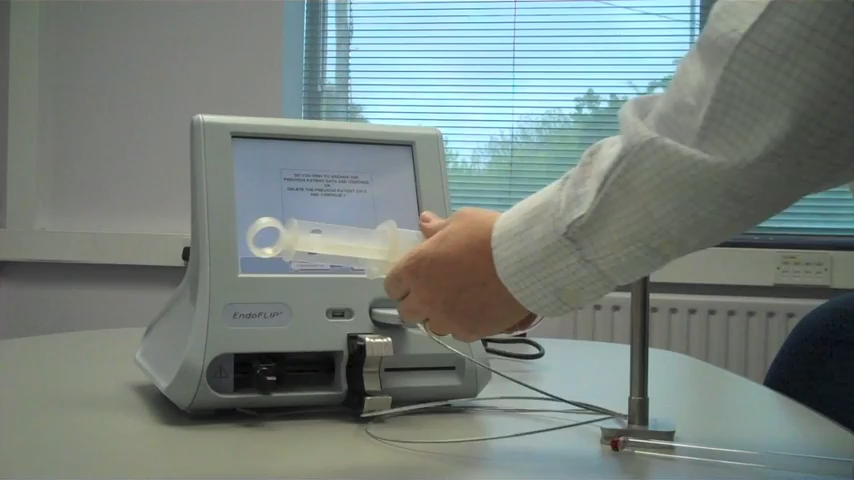 DO YOU WISH TO ARCHIVE THE
PREVIOUS PATIENT DATA AND CONTINUE
OR
DELETE THE PREVIOUS PATIENT DATA
AND CONTINUE ?
EndoFLIP®